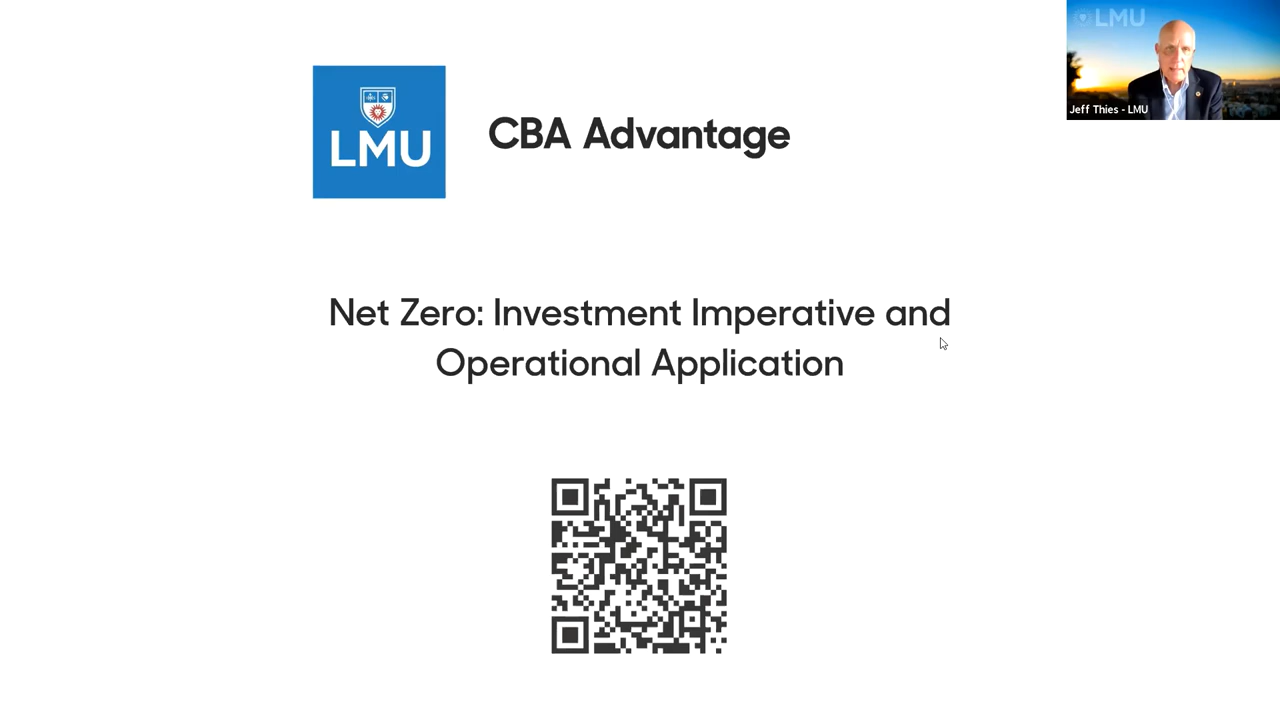 LMU
CBA Advantage
LMU
Jeff Thies - LMU
Net Zero: Investment Imperative and
Operational Application